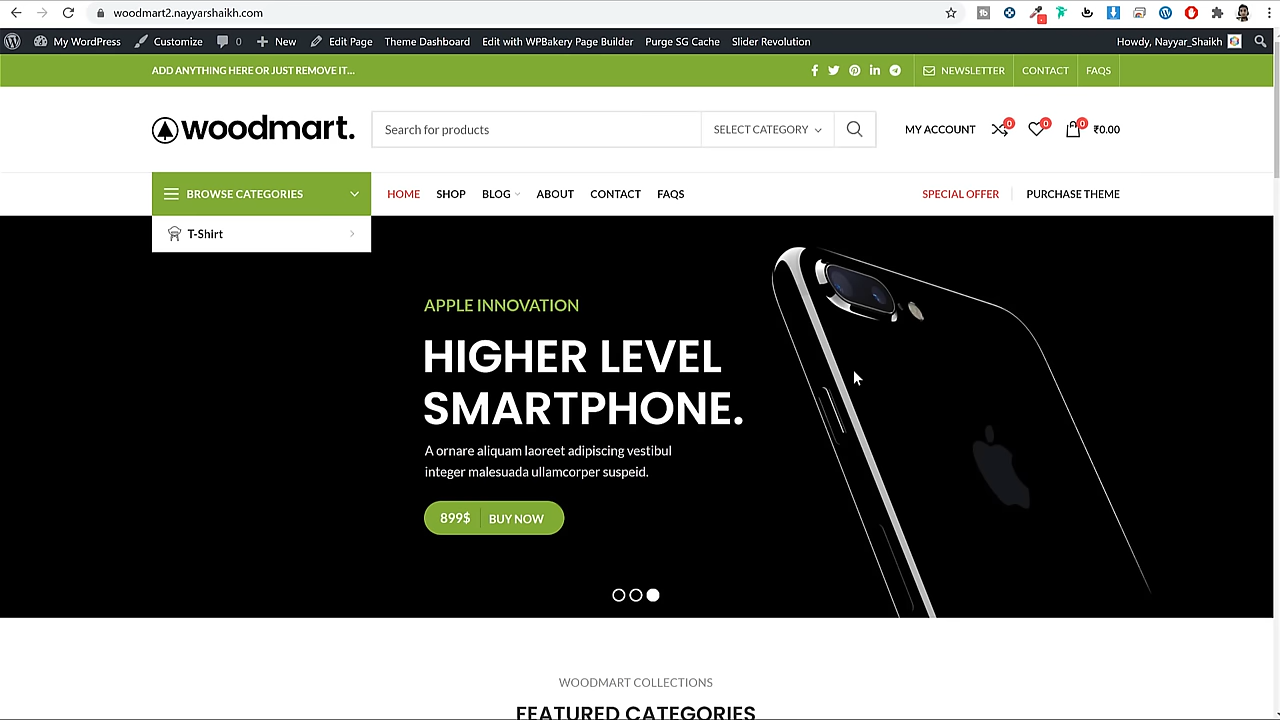 woodmart2.nayyarshaikh.com
My WordPress Customize 0 New Edit Page Theme Dashboard Edit with WPBakery Page Builder Purge SG Cache Slider Revolution Howdy, Nayyar_Shaikh
ADD ANYTHING HERE OR JUST REMOVE IT... NEWSLETTER CONTACT FAQS
woodmart. Search for products SELECT CATEGORY MY ACCOUNT 0 0 0 ₹0.00
BROWSE CATEGORIES HOME SHOP BLOG ABOUT CONTACT FAQS SPECIAL OFFER PURCHASE THEME
T-Shirt
APPLE INNOVATION
HIGHER LEVEL
SMARTPHONE.
A ornare aliquam laoreet adipiscing vestibul
integer malesuada ullamcorper suspeid.
899$ BUY NOW
WOODMART COLLECTIONS
FEATURED CATEGORIES